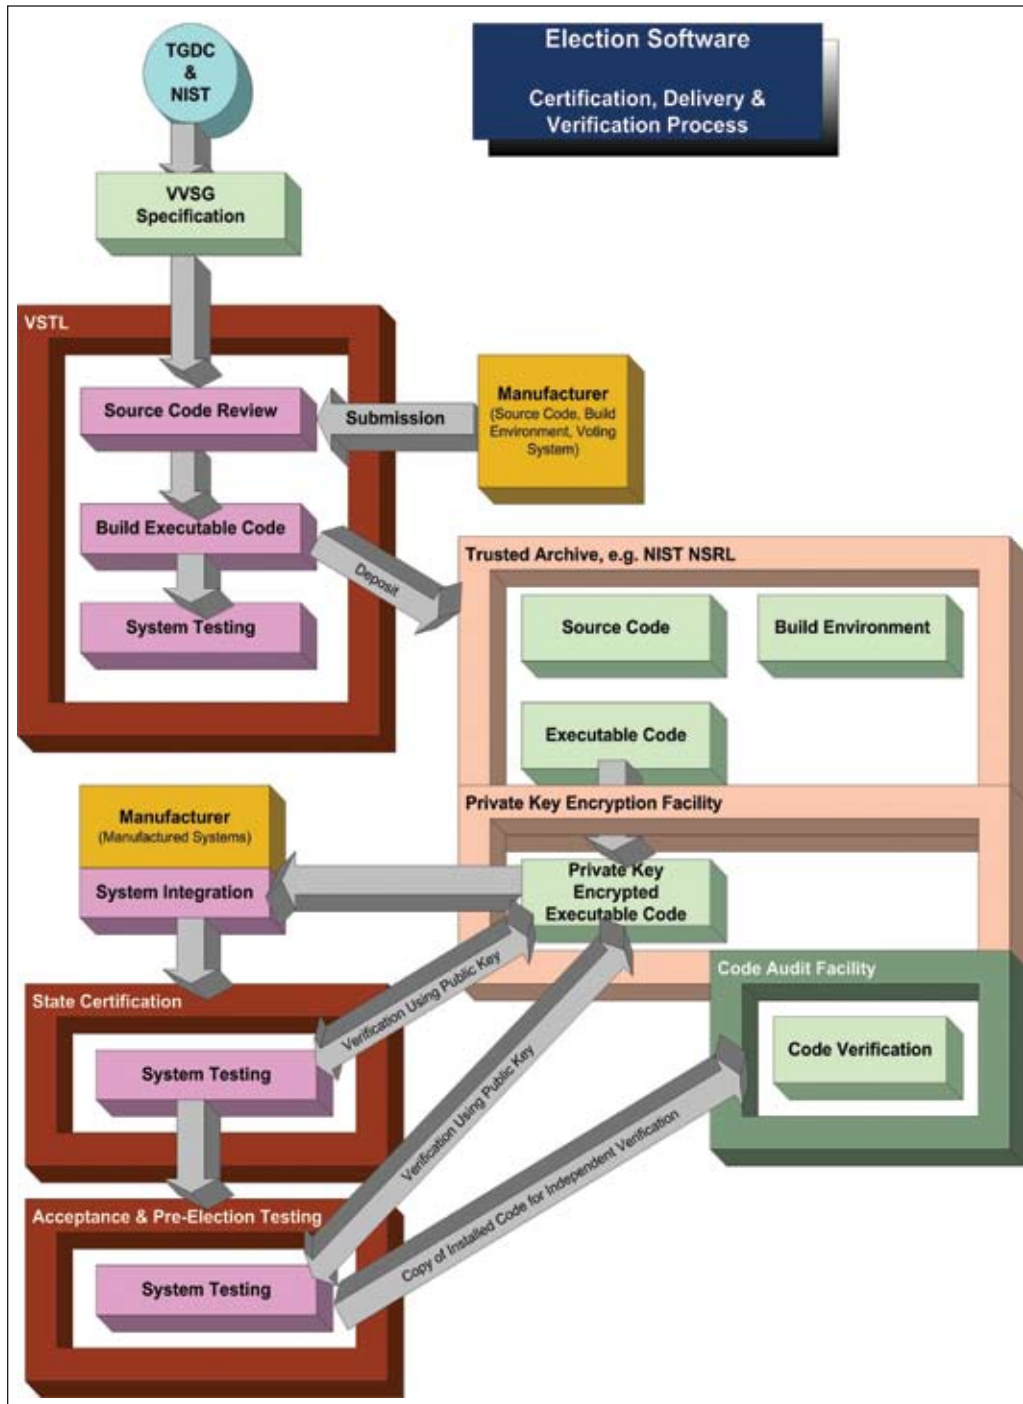 TGDC
&
NIST
Election Software
Certification, Delivery &
Verification Process
VVSG
Specification
VSTL
Source Code Review
Submission
Manufacturer
(Source Code, Build
Environment, Voting
System)
Build Executable Code
Deposit
System Testing
Trusted Archive, e.g. NIST NSRL
Source Code
Build Environment
Executable Code
Private Key Encryption Facility
Manufacturer
(Manufactured Systems)
System Integration
Private Key
Encrypted
Executable Code
Verification Using Public Key
Code Audit Facility
State Certification
System Testing
Verification Using Public Key
Code Verification
Copy of Installed Code for Independent Verification
Acceptance & Pre-Election Testing
System Testing